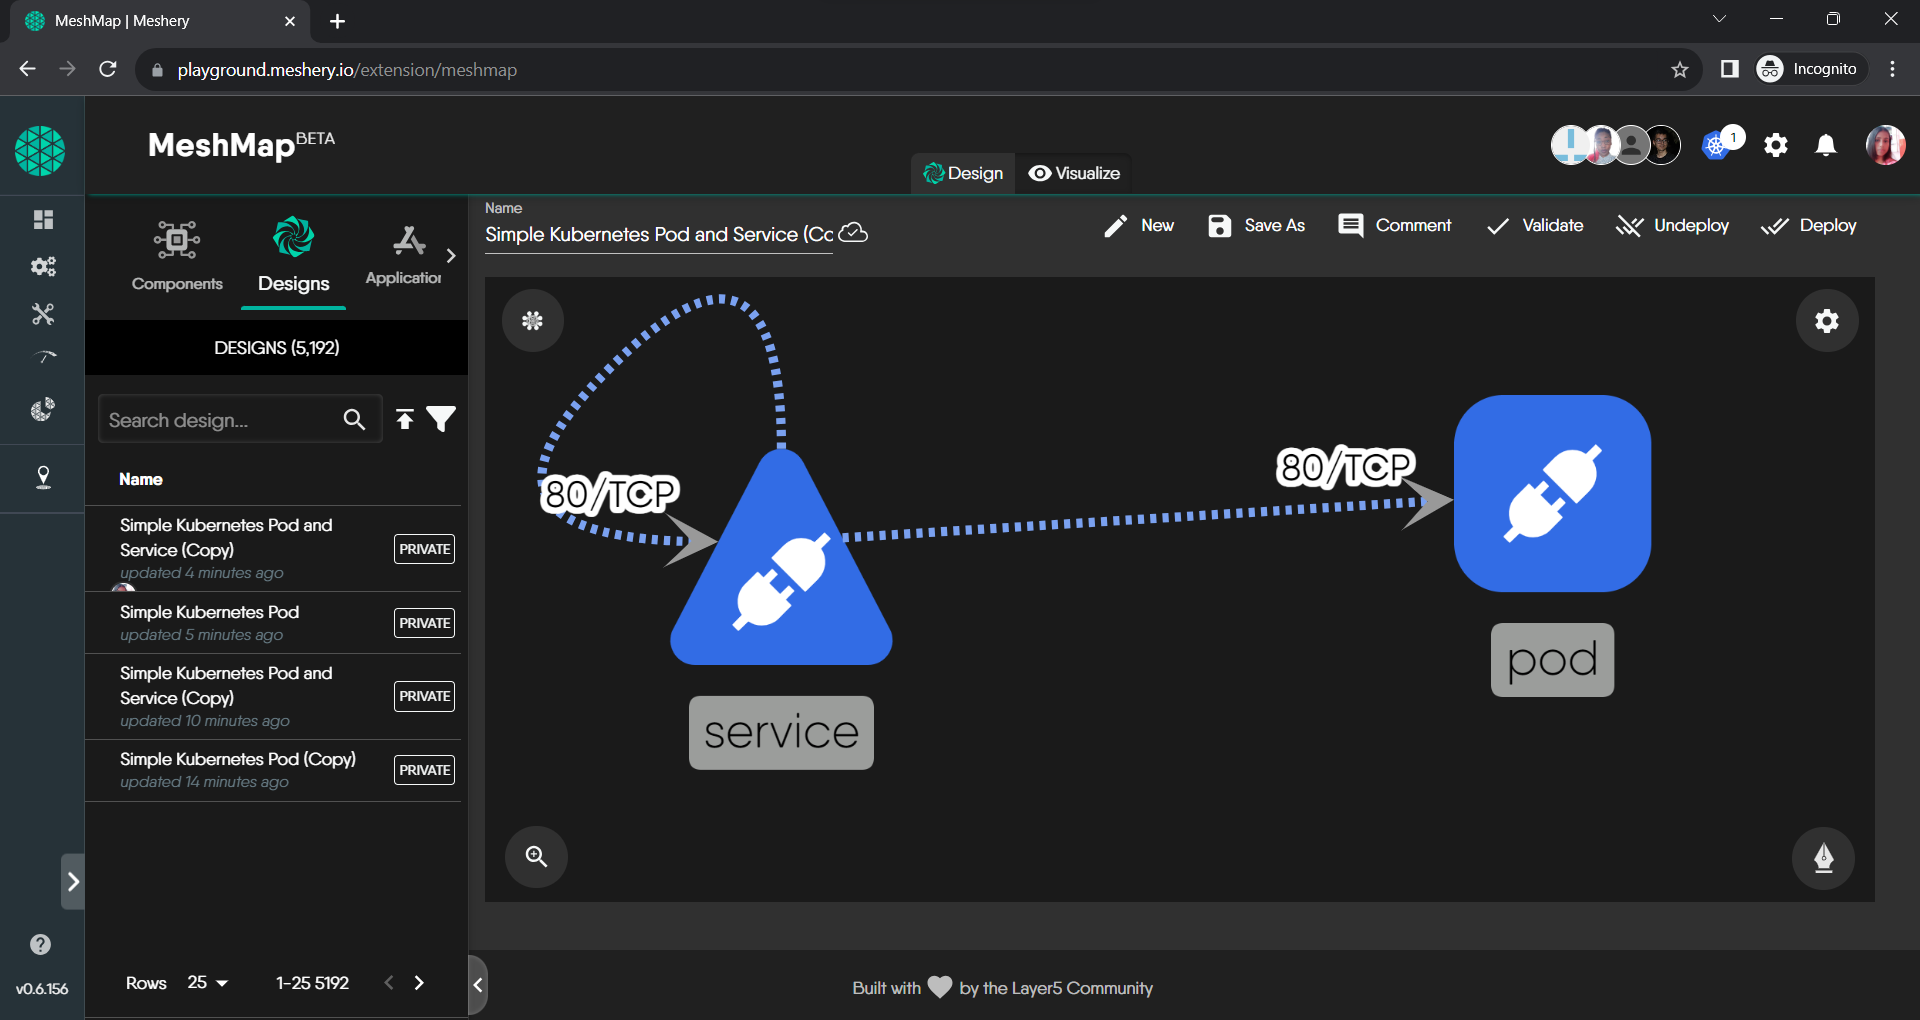 MeshMap | Meshery
playground.meshery.io/extension/meshmap
Incognito
MeshMap BETA
1
Design
Visualize
Components
Designs
Application
Name
Simple Kubernetes Pod and Service (Co
New
Save As
Comment
Validate
Undeploy
Deploy
DESIGNS (5,192)
Search design...
Name
Simple Kubernetes Pod and
Service (Copy)
updated 4 minutes ago
PRIVATE
Simple Kubernetes Pod
updated 5 minutes ago
PRIVATE
Simple Kubernetes Pod and
Service (Copy)
updated 10 minutes ago
PRIVATE
Simple Kubernetes Pod (Copy)
updated 14 minutes ago
PRIVATE
80/TCP
80/TCP
service
pod
Rows 25 1-25 5192
v0.6.156
Built with by the Layer5 Community